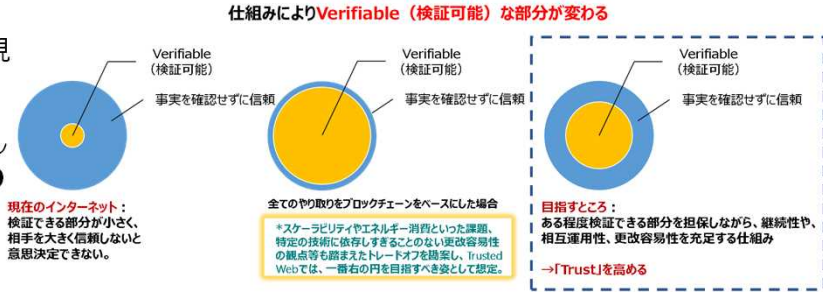 仕組みによりVerifiable（検証可能）な部分が変わる
見
Verifiable
（検証可能）
事実を確認せずに信頼
現在のインターネット：
検証できる部分が小さく、
相手を大きく信頼しないと
意思決定できない。
Verifiable
（検証可能）
事実を確認せずに信頼
全てのやり取りをブロックチェーンをベースにした場合
*スケーラビリティやエネルギー消費といった課題、
特定の技術に依存しすぎることのない更改容易性
の観点等も踏まえたトレードオフを勘案し、Trusted
Webでは、一番右の円を目指すべき姿として想定。
Verifiable
（検証可能）
事実を確認せずに信頼
目指すところ：
ある程度検証できる部分を担保しながら、継続性や、
相互運用性、更改容易性を充足する仕組み
→「Trust」を高める